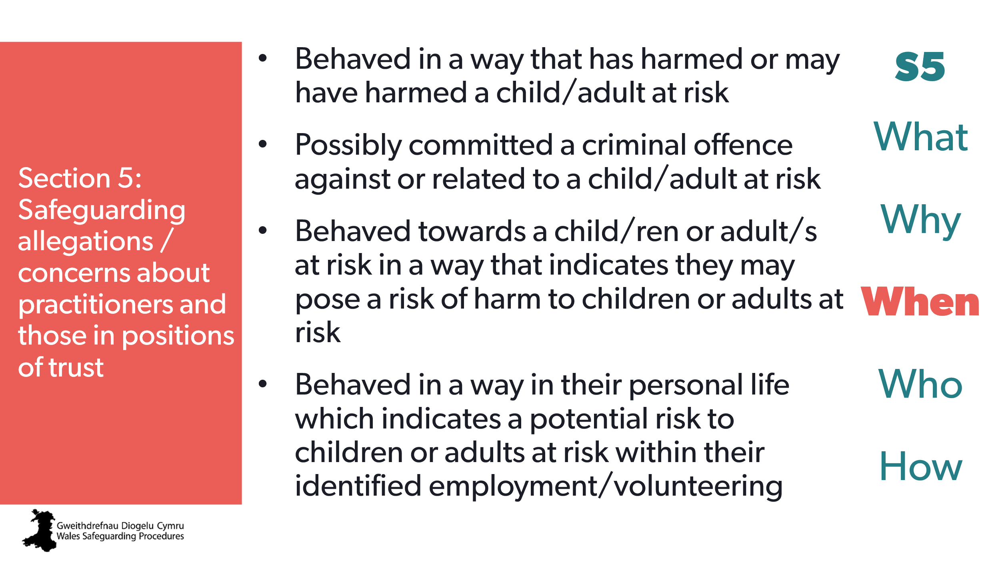 Section 5:
Safeguarding
allegations /
concerns about
practitioners and
those in positions
of trust
• Behaved in a way that has harmed or may
have harmed a child/adult at risk
• Possibly committed a criminal offence
against or related to a child/adult at risk
• Behaved towards a child/ren or adult/s
at risk in a way that indicates they may
pose a risk of harm to children or adults at
risk
• Behaved in a way in their personal life
which indicates a potential risk to
children or adults at risk within their
identified employment/volunteering
S5
What
Why
When
Who
How
Gweithdrefnau Diogelu Cymru
Wales Safeguarding Procedures